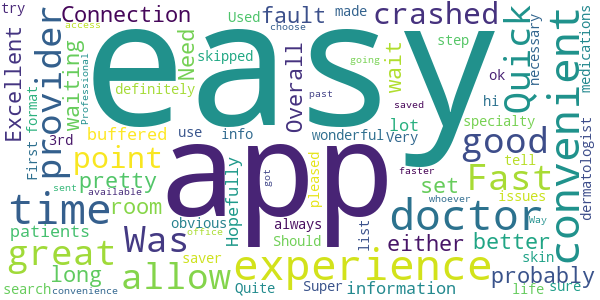 try
Connection
Used
made
fault
crashed
access
choose
necessary
medications
Excellent
provider
waiting
Professional
easy
Need
skipped
definitely
Overall
wait
step
going
ok
Quick
convenient
First
format
3rd
buffered
use
info
wonderful
lot
Very
hi
good
specialty
dermatologist
point
pretty
app
past
saved
pleased
tell
Fast
issues
sent
available
room
got
set
faster
whoever
time
Was
obvious
Hopefully
always
list
doctor
patients
office
Should
either
better
skin
Way
great
long
allow
saver
experience
probably
search
convenience
Quite
Super
information
life
sure